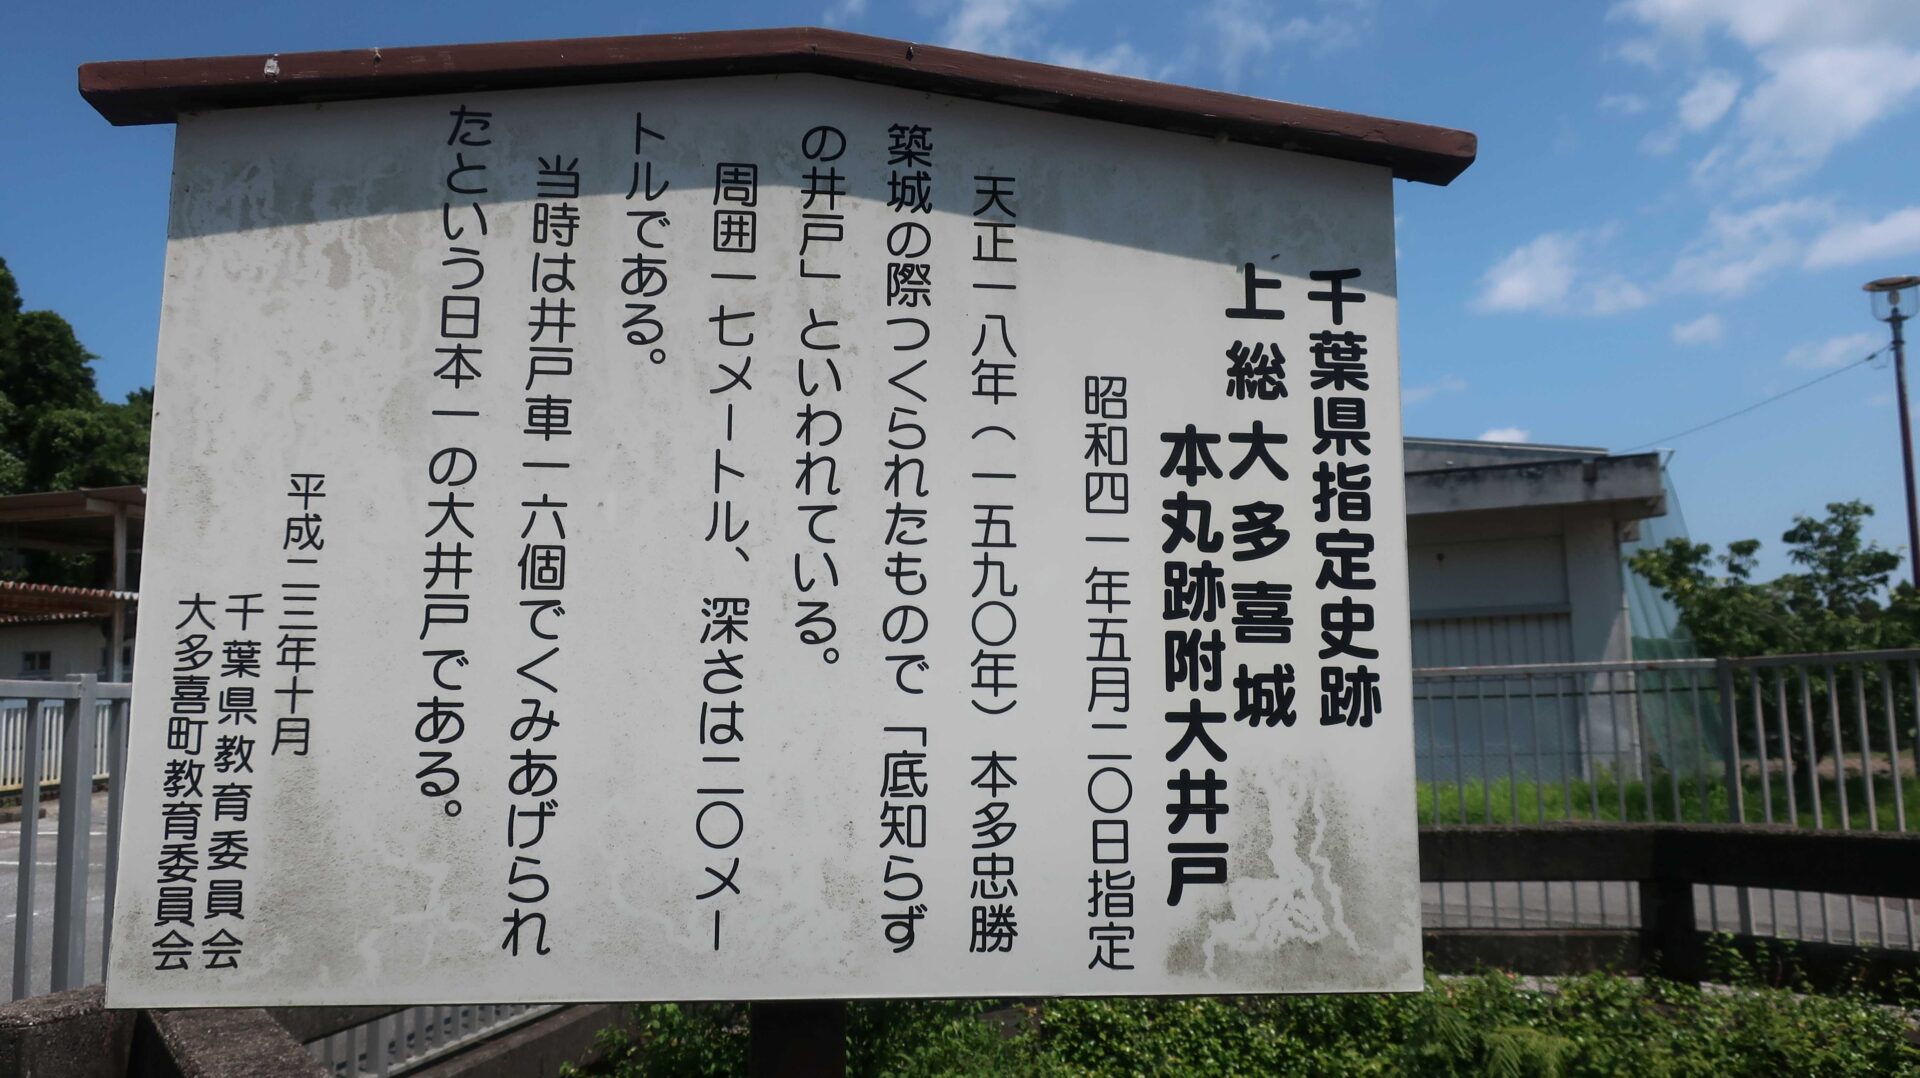 千葉県指定史跡
上総大多喜城
本丸跡附大井戸
昭和四一年五月二〇日指定
天正一八年（一五九〇年）本多忠勝
築城の際つくられたもので「底知らず
の井戸」といわれている。
周囲一七メートル、深さは二〇メー
トルである。
当時は井戸車一六個でくみあげられ
たという日本一の大井戸である。
平成二三年十月
千葉県教育委員会
大多喜町教育委員会